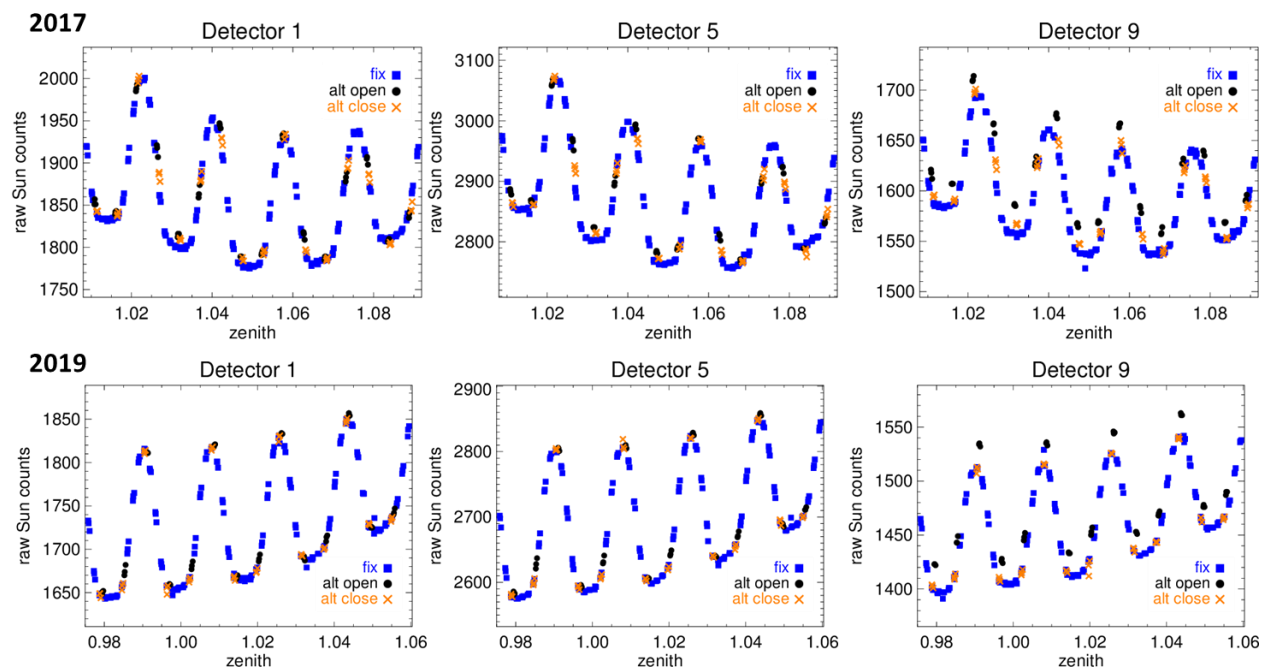 2017
Detector 1
Detector 5
Detector 9
raw Sun counts
2000
1950
1900
1850
1800
1750
fix
alt open
alt close
1.02 1.04 1.06 1.08
zenith
raw Sun counts
3100
3000
2900
2800
fix
alt open
alt close
1.02 1.04 1.06 1.08
zenith
raw Sun counts
1700
1650
1600
1550
1500
fix
alt open
alt close
1.02 1.04 1.06 1.08
zenith
2019
Detector 1
Detector 5
Detector 9
raw Sun counts
1850
1800
1750
1700
1650
fix
alt open
alt close
0.98 1.00 1.02 1.04 1.06
zenith
raw Sun counts
2900
2800
2700
2600
fix
alt open
alt close
0.98 1.00 1.02 1.04 1.06
zenith
raw Sun counts
1550
1500
1450
1400
1350
fix
alt open
alt close
0.98 1.00 1.02 1.04 1.06
zenith